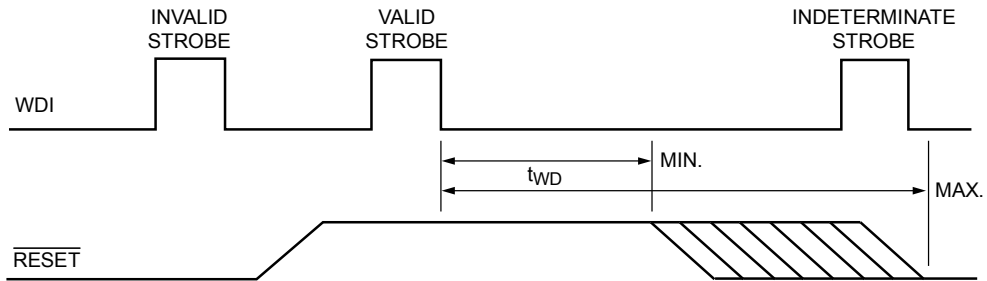 INVALID
STROBE
VALID
STROBE
INDETERMINATE
STROBE
WDI
MIN.
tWD
MAX.
RESET